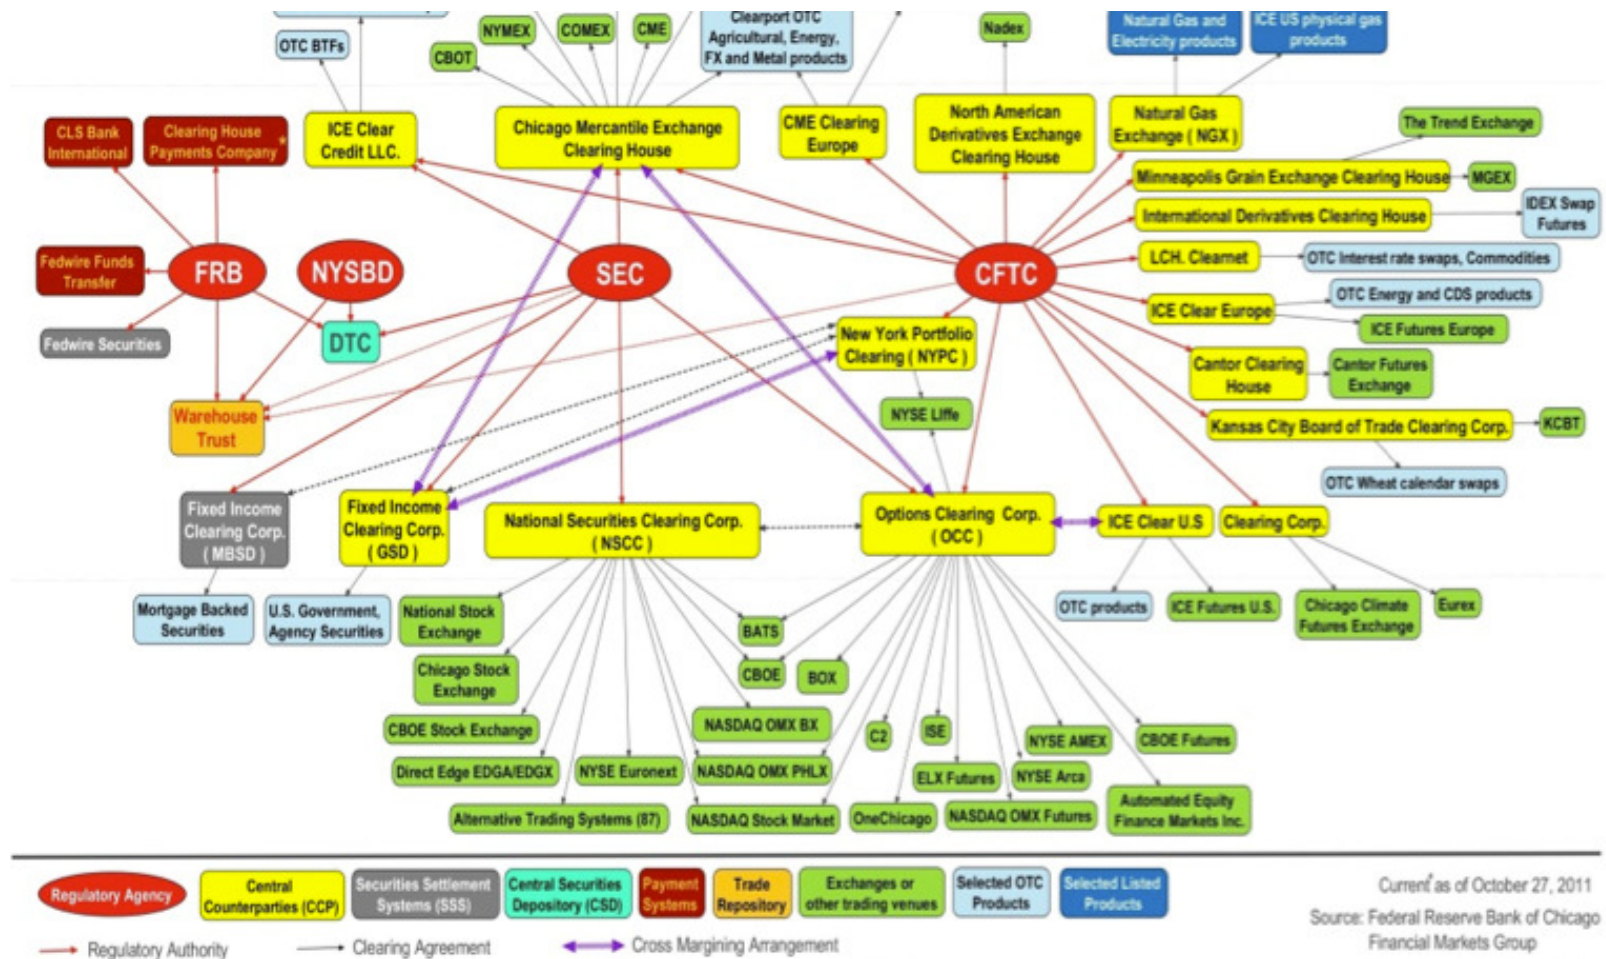 Clearport OTC
Agricultural, Energy,
FX and Metal products
Natural Gas and
Electricity products
ICE US physical gas
products
NYMEX
COMEX
CME
Nadex
OTC BTFs
CBOT
CLS Bank
International
Clearing House
Payments Company*
ICE Clear
Credit LLC.
Chicago Mercantile Exchange
Clearing House
CME Clearing
Europe
North American
Derivatives Exchange
Clearing House
Natural Gas
Exchange ( NGX )
The Trend Exchange
Minneapolis Grain Exchange Clearing House
MGEX
International Derivatives Clearing House
IDEX Swap
Futures
Fedwire Funds
Transfer
FRB
NYSBD
SEC
CFTC
LCH. Clearnet
OTC Interest rate swaps, Commodities
OTC Energy and CDS products
ICE Clear Europe
ICE Futures Europe
Fedwire Securities
DTC
New York Portfolio
Clearing ( NYPC )
Cantor Clearing
House
Cantor Futures
Exchange
Warehouse
Trust
NYSE Liffe
Kansas City Board of Trade Clearing Corp.
KCBT
OTC Wheat calendar swaps
Fixed Income
Clearing Corp.
( MBSD )
Fixed Income
Clearing Corp.
( GSD )
National Securities Clearing Corp.
( NSCC )
Options Clearing Corp.
( OCC )
ICE Clear U.S
Clearing Corp.
Mortgage Backed
Securities
U.S. Government,
Agency Securities
National Stock
Exchange
BATS
OTC products
ICE Futures U.S.
Chicago Climate
Futures Exchange
Eurex
Chicago Stock
Exchange
CBOE
BOX
CBOE Stock Exchange
NASDAQ OMX BX
C2
ISE
NYSE AMEX
CBOE Futures
Direct Edge EDGA/EDGX
NYSE Euronext
NASDAQ OMX PHLX
ELX Futures
NYSE Arca
Alternative Trading Systems (87)
NASDAQ Stock Market
OneChicago
NASDAQ OMX Futures
Automated Equity
Finance Markets Inc.
Regulatory Agency
Central
Counterparties (CCP)
Securities Settlement
Systems (SSS)
Central Securities
Depository (CSD)
Payment
Systems
Trade
Repository
Exchanges or
other trading venues
Selected OTC
Products
Selected Listed
Products
Current as of October 27, 2011
Source: Federal Reserve Bank of Chicago
Financial Markets Group
Regulatory Authority
Clearing Agreement
Cross Margining Arrangement